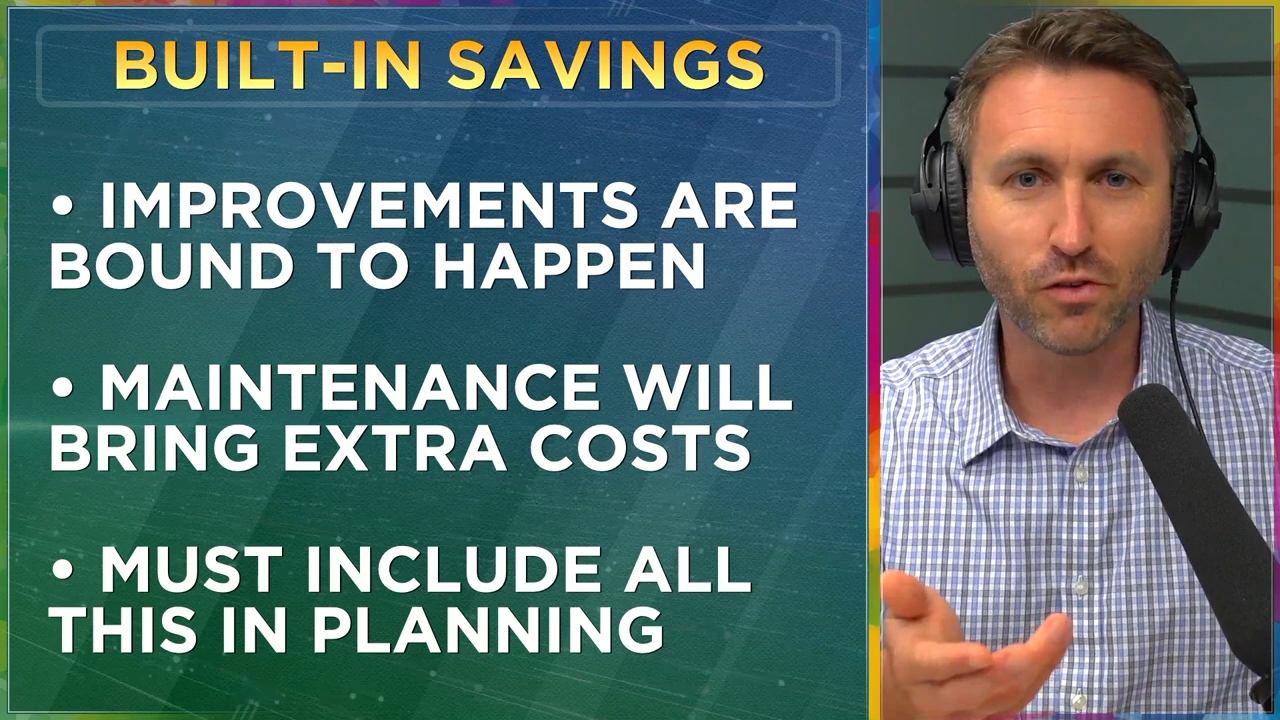 BUILT-IN SAVINGS
• IMPROVEMENTS ARE
BOUND TO HAPPEN
• MAINTENANCE WILL
BRING EXTRA COSTS
• MUST INCLUDE ALL
THIS IN PLANNING